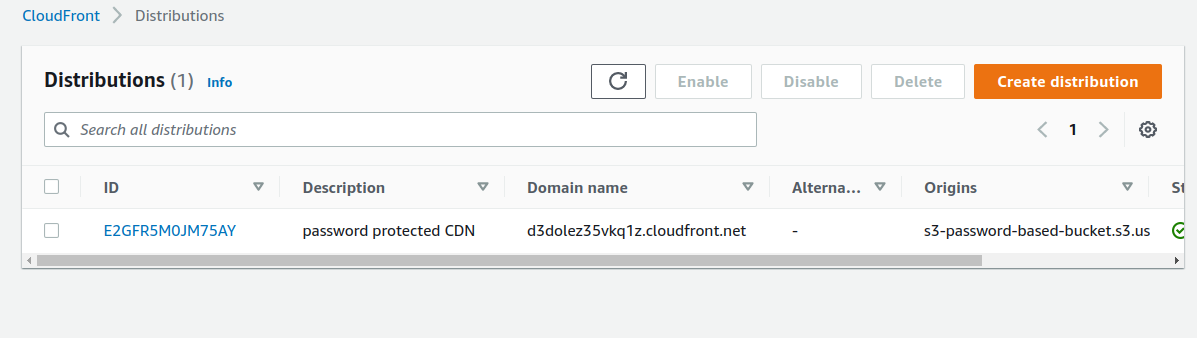 CloudFront > Distributions
Distributions (1) Info
Enable Disable Delete Create distribution
Search all distributions
1
ID Description Domain name Alterna... Origins St
E2GFR5M0JM75AY password protected CDN d3dolez35vkq1z.cloudfront.net - s3-password-based-bucket.s3.us